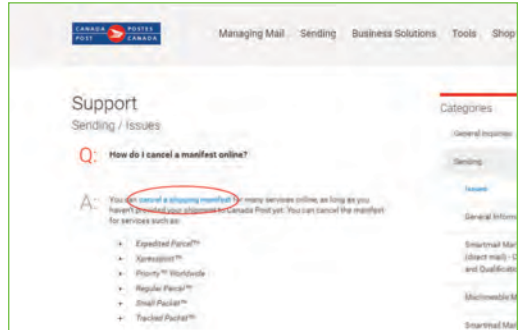 CANADA POSTES
POST CANADA
Managing Mail Sending Business Solutions Tools Shop
Support
Categories
Sending / Issues
General Inquiries
Q: How do I cancel a manifest online?
Sending
Issues
A: You can cancel a shipping manifest for many services online, as long as you
haven't provided your shipment to Canada Post yet. You can cancel the manifest
for services such as:
General Inform
• Expedited Parcel™
Smartmail Mar
• Xpresspost™
(direct mail) - C
• Priority™ Worldwide
and Qualificatio
• Regular Parcel™
• Small Packet™
Machineable M
• Tracked Packet™
Smartmail Mar